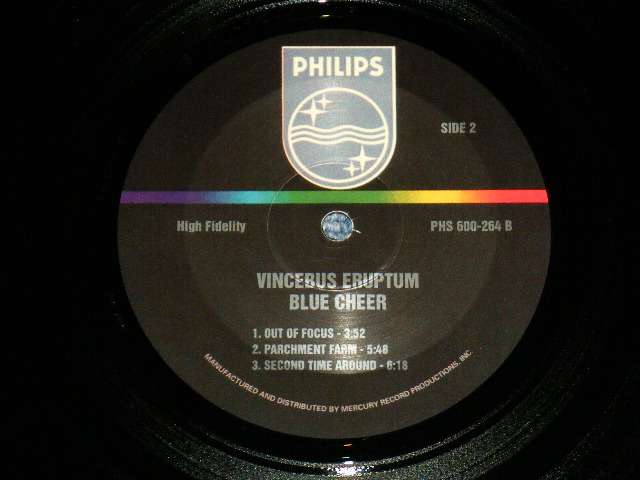 PHILIPS
SIDE 2
High Fidelity
PHS 600-264 B
VINCEBUS ERUPTUM
BLUE CHEER
1. OUT OF FOCUS - 3:52
2. PARCHMENT FARM - 5:48
3. SECOND TIME AROUND - 6:18
MANUFACTURED AND DISTRIBUTED BY MERCURY RECORD PRODUCTIONS, INC.